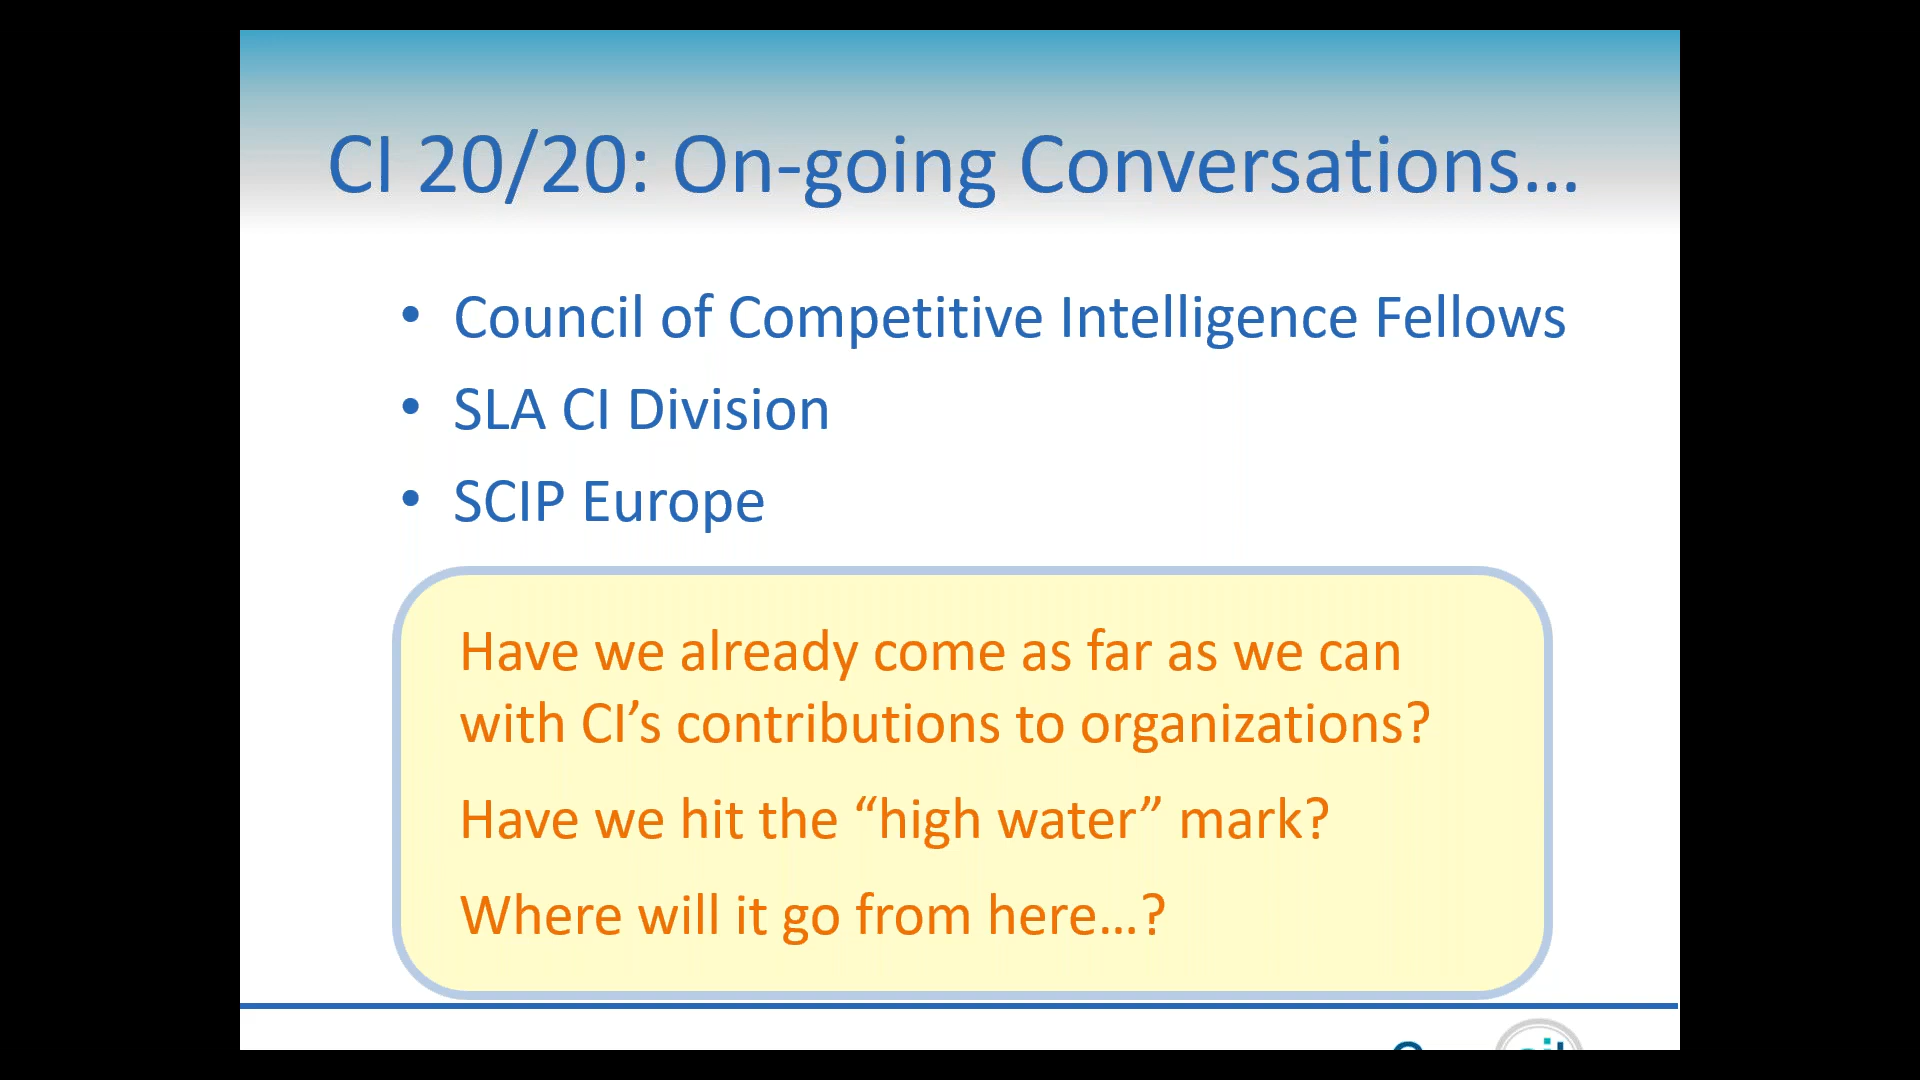 CI 20/20: On-going Conversations...
• Council of Competitive Intelligence Fellows
• SLA CI Division
• SCIP Europe
Have we already come as far as we can
with CI’s contributions to organizations?
Have we hit the “high water” mark?
Where will it go from here...?